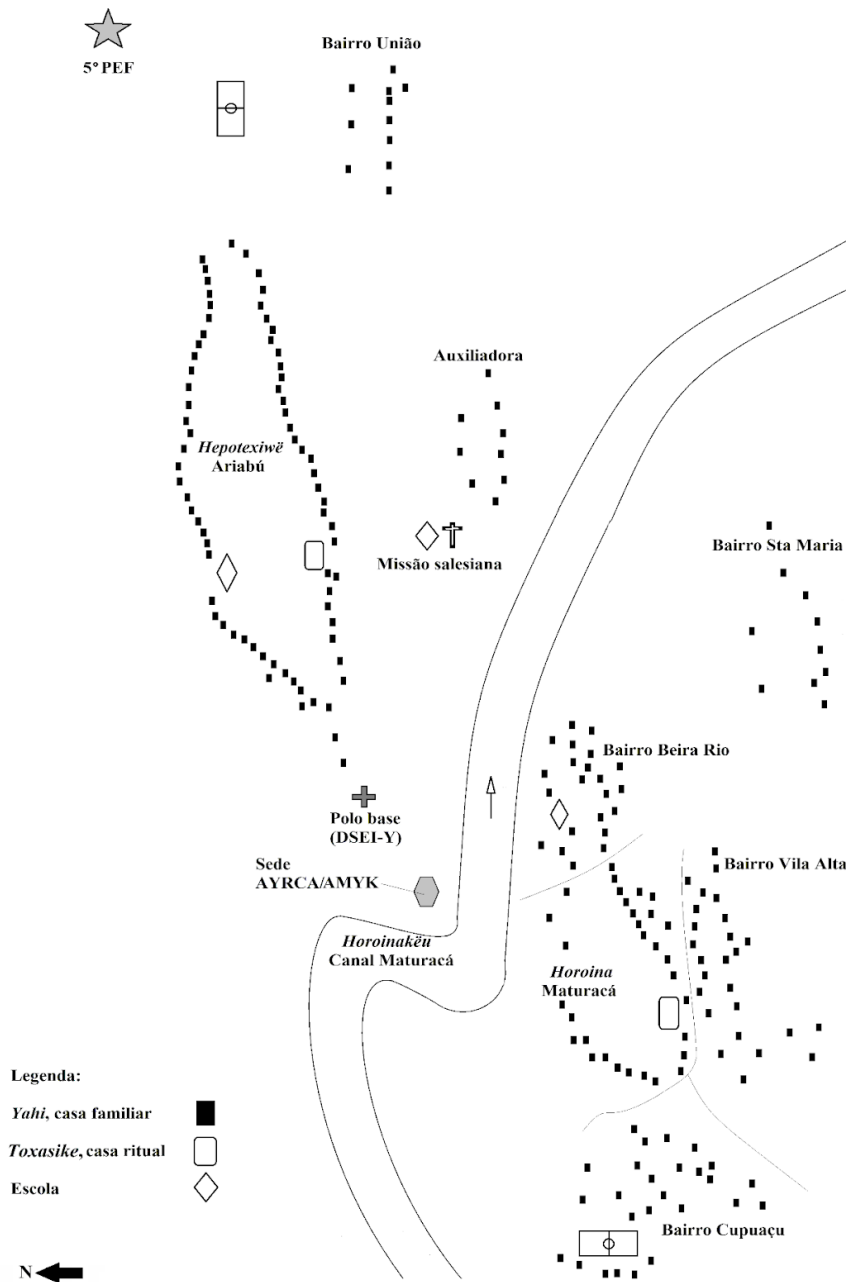 5º PEF
Bairro União
Auxiliadora
Hepotexiwë
Ariabú
Missão salesiana
Bairro Sta Maria
Bairro Beira Rio
Polo base
(DSEI-Y)
Sede
AYRCA/AMYK
Bairro Vila Alta
Horoinakëu
Canal Maturacá
Horoina
Maturacá
Legenda:
Yahi, casa familiar
Toxasike, casa ritual
Escola
Bairro Cupuaçu
N